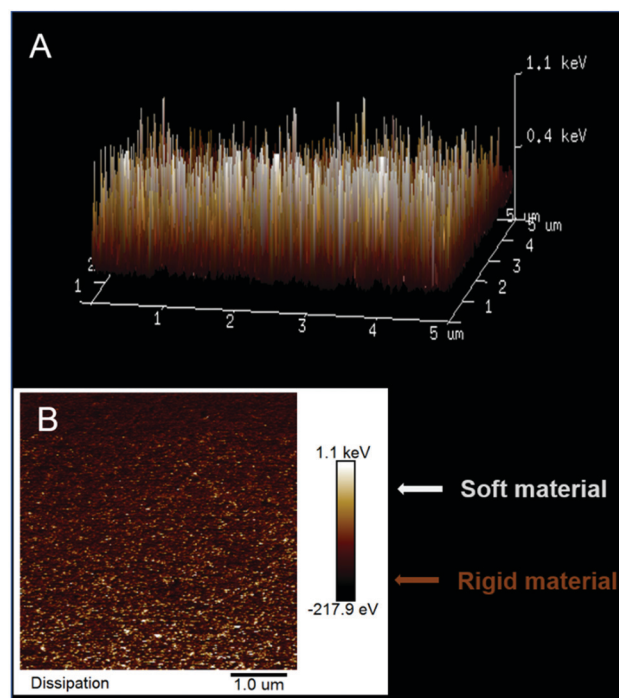 A
1.1 keV
0.4 keV
5 um
5 um
4
3
2
1
2
1
1
2
3
4
5 um
B
1.1 keV
Soft material
Rigid material
-217.9 eV
Dissipation
1.0 um